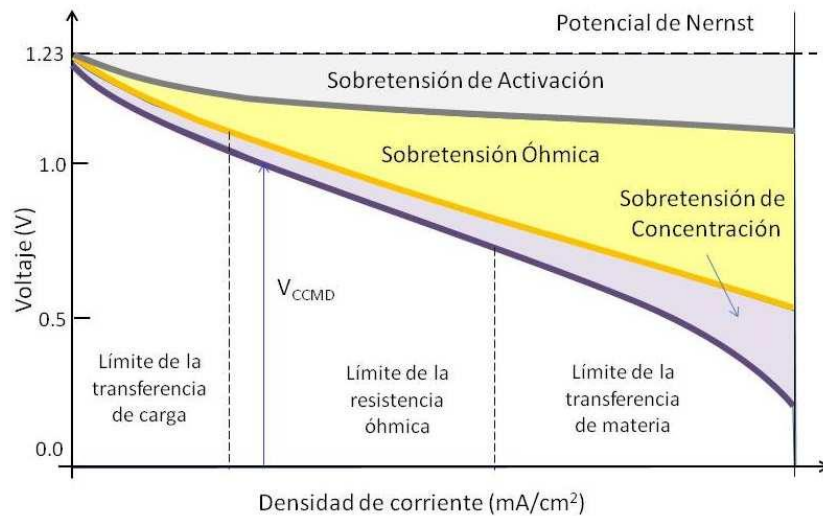 Potencial de Nernst
1.23
Sobretensión de Activación
Sobretensión Óhmica
1.0
Sobretensión de
Concentración
Voltaje (V)
V_CCMD
0.5
Límite de la
transferencia
de carga
Límite de la
resistencia
óhmica
Límite de la
transferencia
de materia
0.0
Densidad de corriente (mA/cm²)